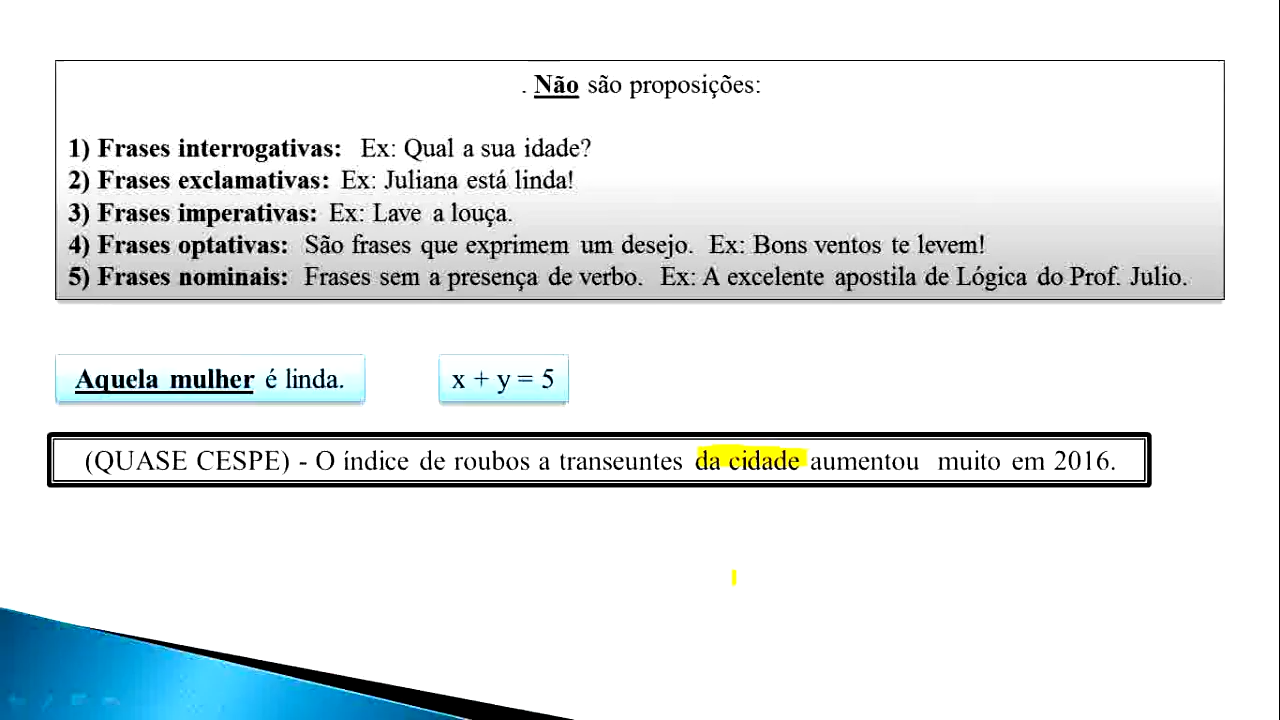 . Não são proposições:
1) Frases interrogativas: Ex: Qual a sua idade?
2) Frases exclamativas: Ex: Juliana está linda!
3) Frases imperativas: Ex: Lave a louça.
4) Frases optativas: São frases que exprimem um desejo. Ex: Bons ventos te levem!
5) Frases nominais: Frases sem a presença de verbo. Ex: A excelente apostila de Lógica do Prof. Julio.
Aquela mulher é linda.
x + y = 5
(QUASE CESPE) - O índice de roubos a transeuntes da cidade aumentou muito em 2016.